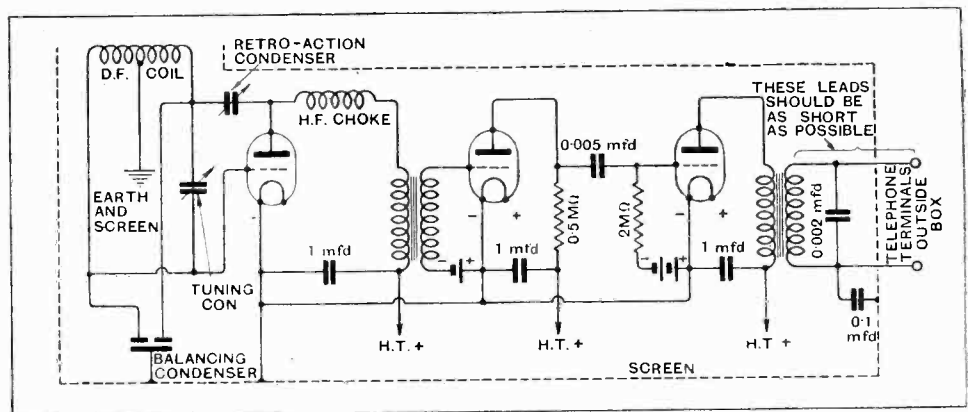 RETRO-ACTION
CONDENSER
D.F. COIL
H.F. CHOKE
THESE LEADS
SHOULD BE
AS SHORT
AS POSSIBLE
0·005 mfd
EARTH
AND
SCREEN
-
1 mfd
TUNING
CON
- +
- +
1 mfd
0·5MΩ
2MΩ
- +
- +
1 mfd
0·002 mfd
TELEPHONE
TERMINALS
OUTSIDE
BOX
0·1
mfd
BALANCING
CONDENSER
H.T. +
H.T. +
H.T. +
SCREEN